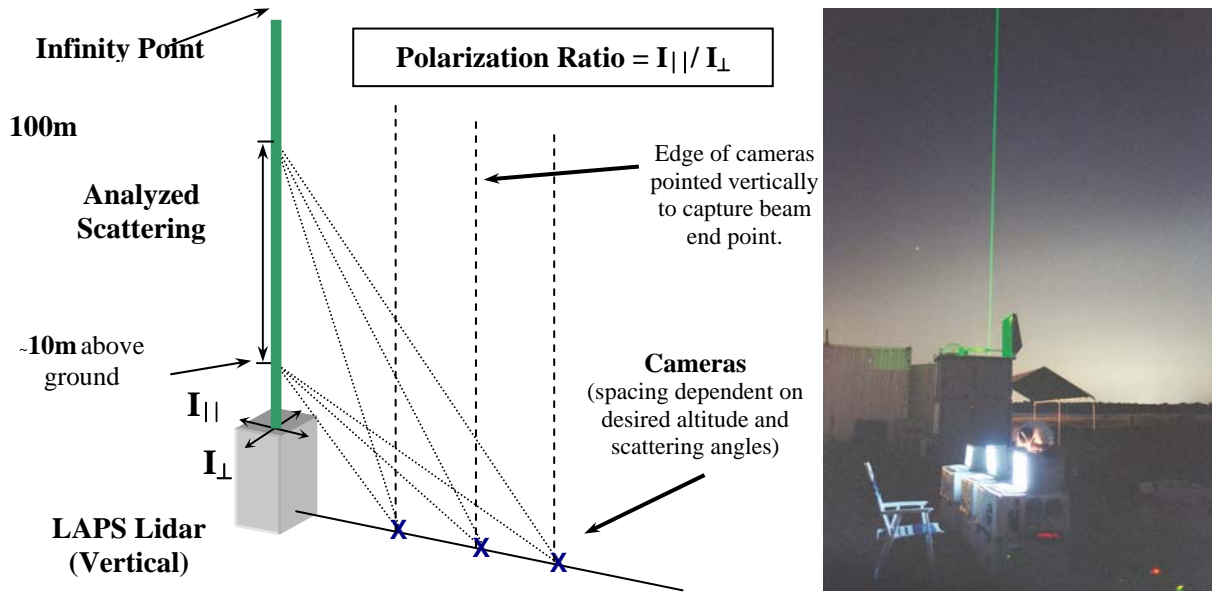 Infinity Point
Polarization Ratio = I||/ I⊥
100m
Edge of cameras
pointed vertically
to capture beam
end point.
Analyzed
Scattering
~10m above
ground
Cameras
(spacing dependent on
desired altitude and
scattering angles)
I||
I⊥
LAPS Lidar
(Vertical)
X
X
X